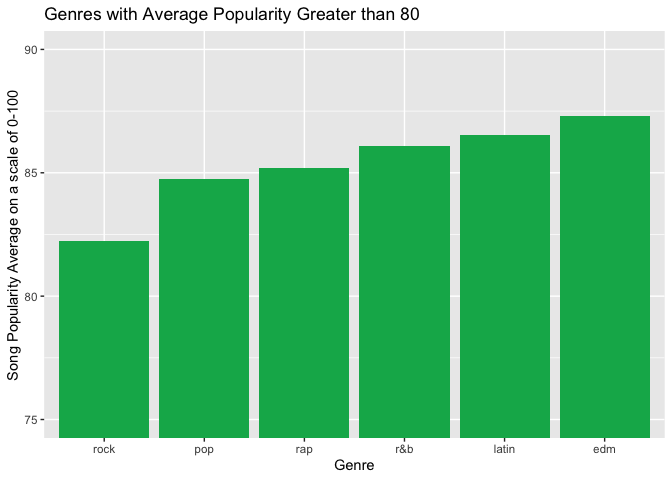 Genres with Average Popularity Greater than 80
Song Popularity Average on a scale of 0-100
90
85
80
75
rock pop rap r&b latin edm
Genre